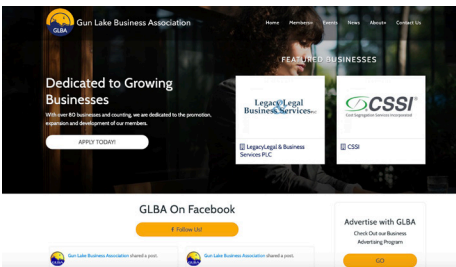 Gun Lake Business Association
GLBA
Home Members▾ Events News About▾ Contact Us
FEATURED BUSINESSES
Dedicated to Growing
Businesses
With over 80 businesses and counting, we are dedicated to the promotion,
expansion and development of our members.
APPLY TODAY!
Legacy Legal
Business Services PLC
LegacyLegal & Business
Services PLC
CSSI
Cost Segregation Services Incorporated
CSSI
GLBA On Facebook
f Follow Us!
Gun Lake Business Association shared a post.
Gun Lake Business Association shared a post.
Advertise with GLBA
Check Out our Business
Advertising Program
GO